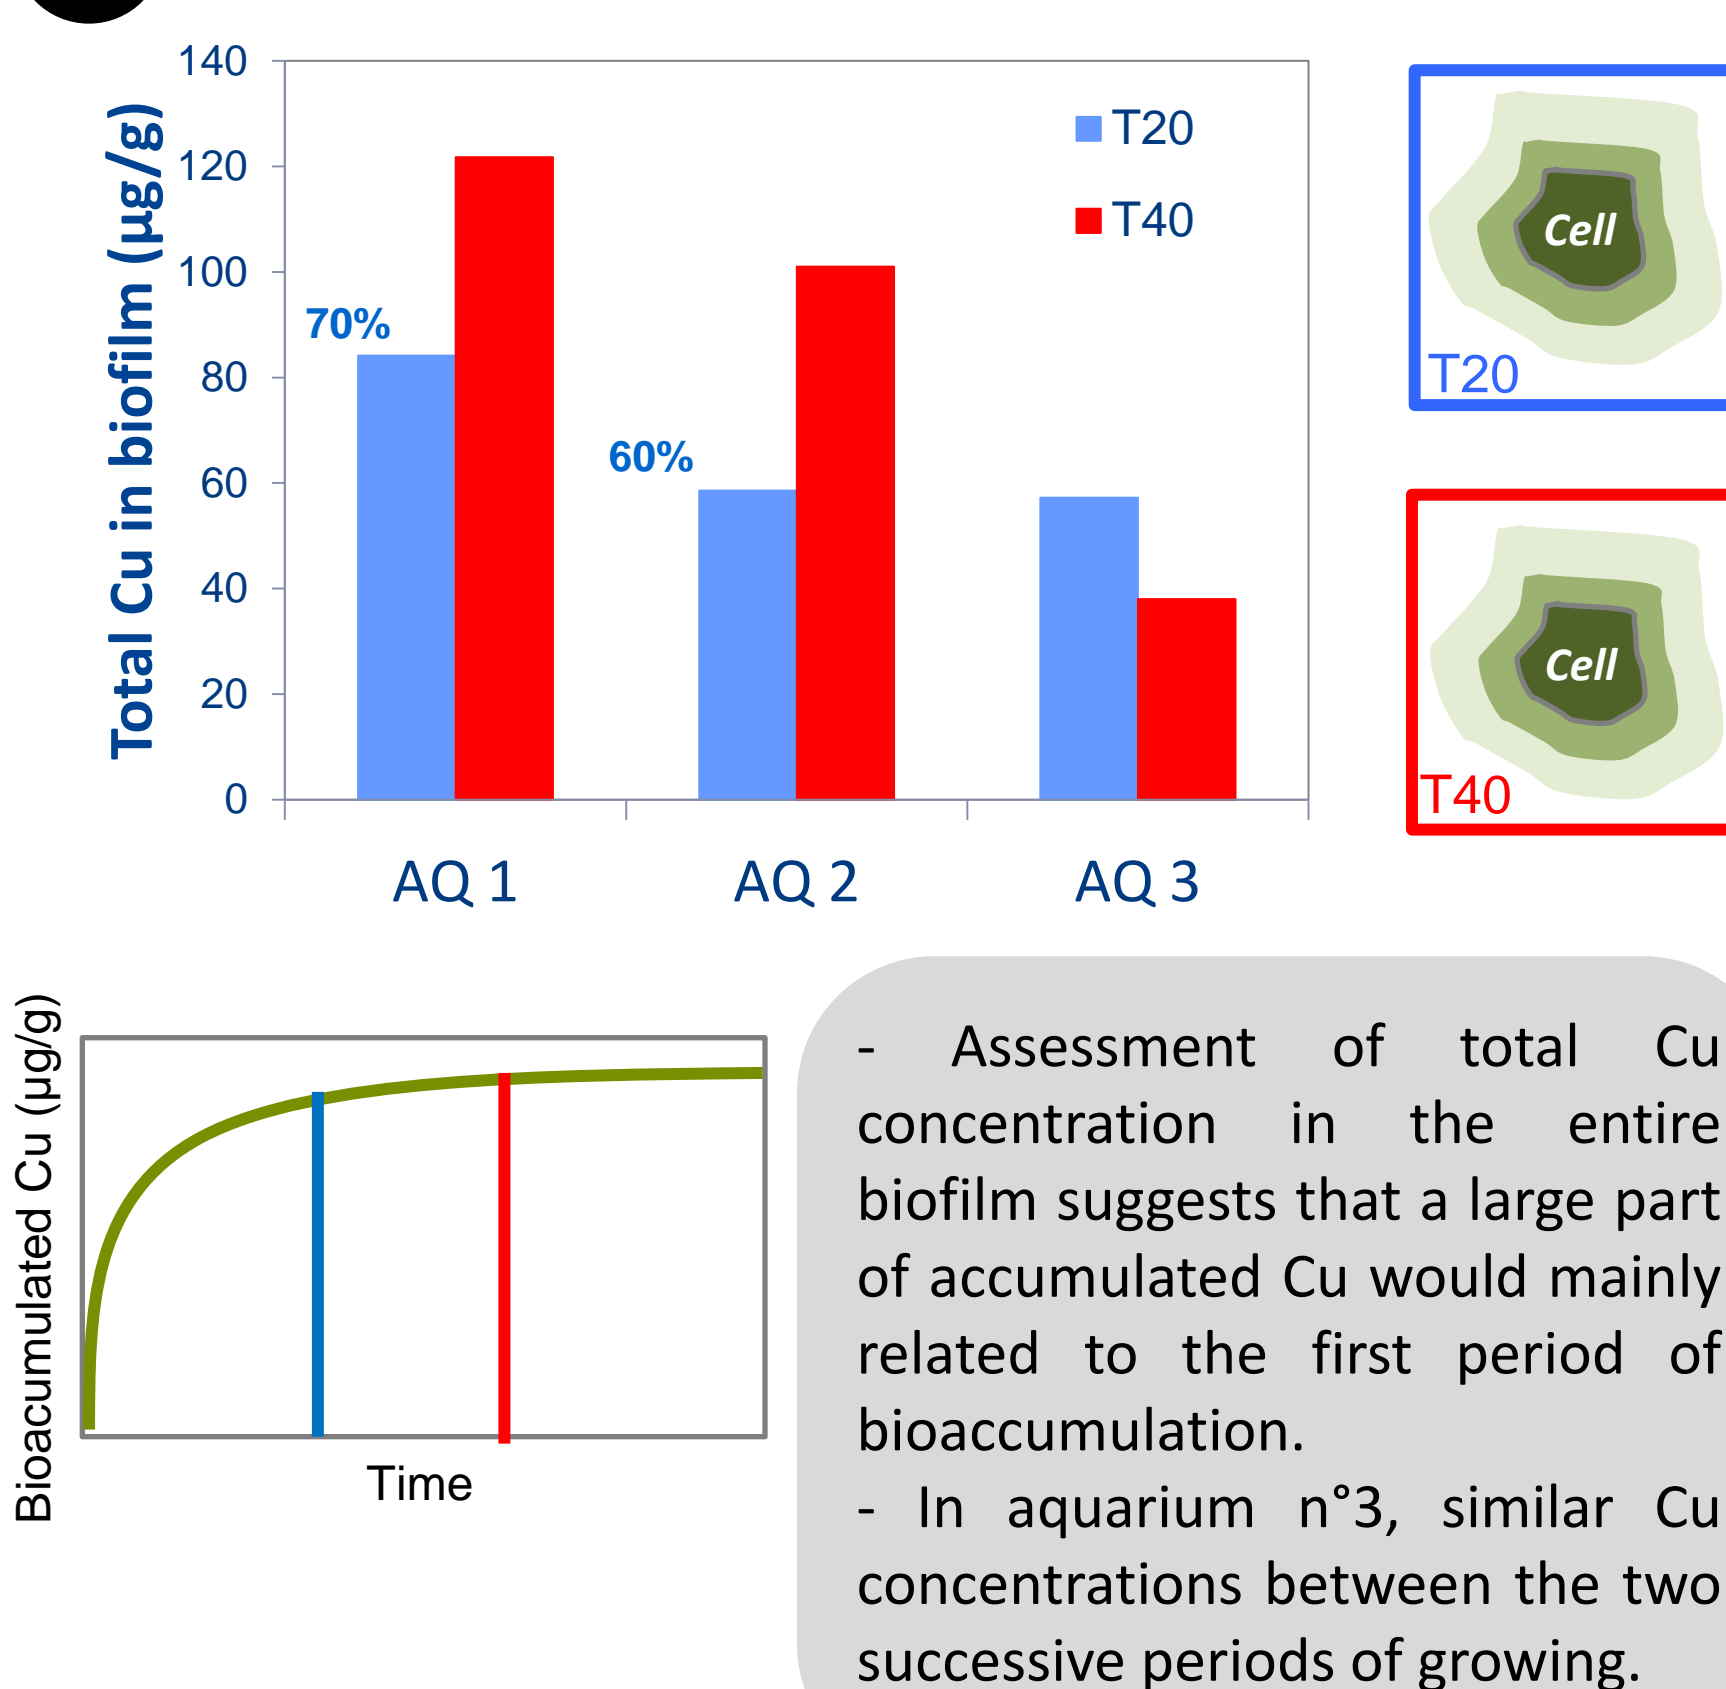 Total Cu in biofilm (µg/g)
140
120
100
80
60
40
20
0
70%
60%
T20
T40
AQ 1
AQ 2
AQ 3
Cell
T20
Cell
T40
Bioacumulated Cu (µg/g)
Time
- Assessment of total Cu
concentration in the entire
biofilm suggests that a large part
of accumulated Cu would mainly
related to the first period of
bioaccumulation.
- In aquarium n°3, similar Cu
concentrations between the two
successive periods of growing.